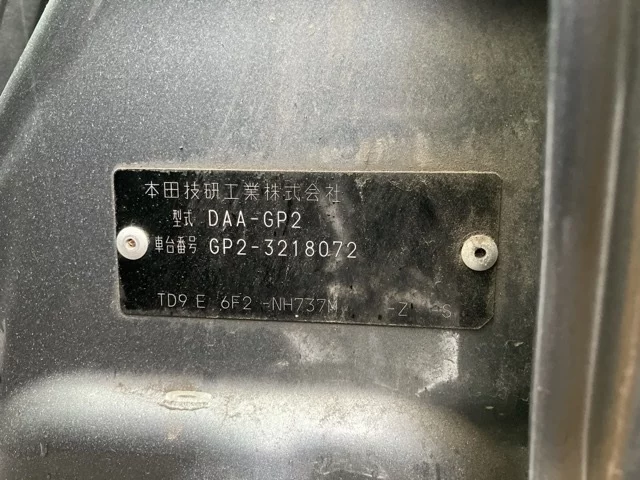 本田技研工業株式会社
型式 DAA-GP2
車台番号 GP2-3218072
TD9 E 6F2 -NH737M -Z -S